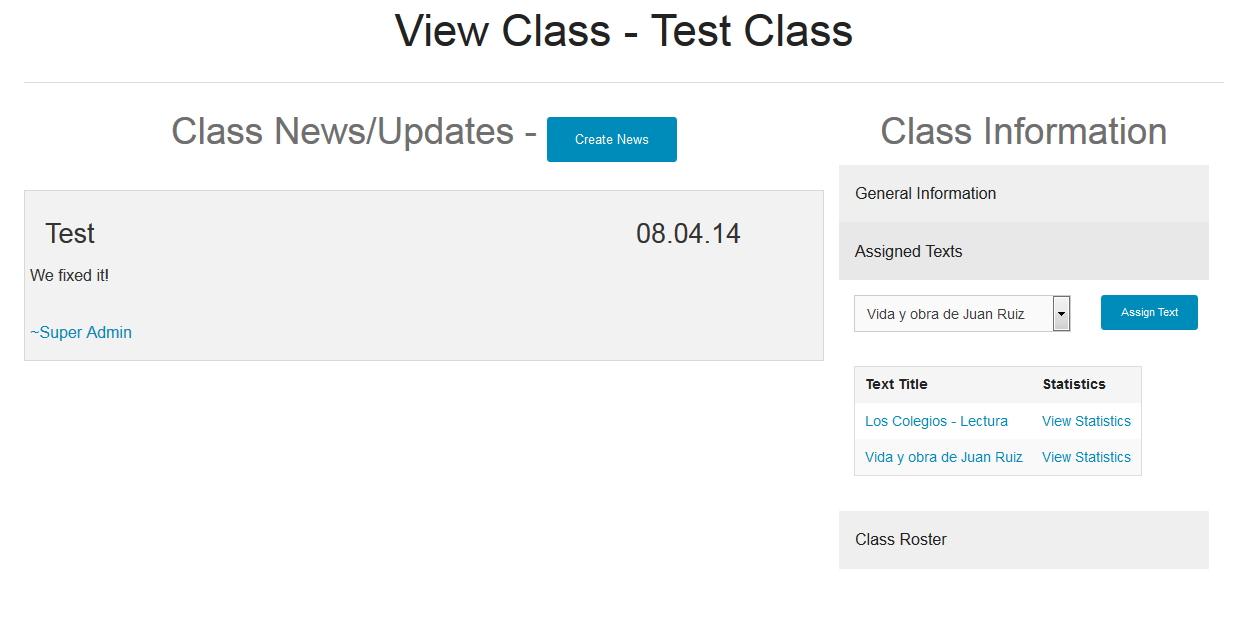 View Class - Test Class
Class News/Updates - Create News
Test 08.04.14
We fixed it!
~Super Admin
Class Information
General Information
Assigned Texts
Vida y obra de Juan Ruiz Assign Text
Text Title Statistics
Los Colegios - Lectura View Statistics
Vida y obra de Juan Ruiz View Statistics
Class Roster